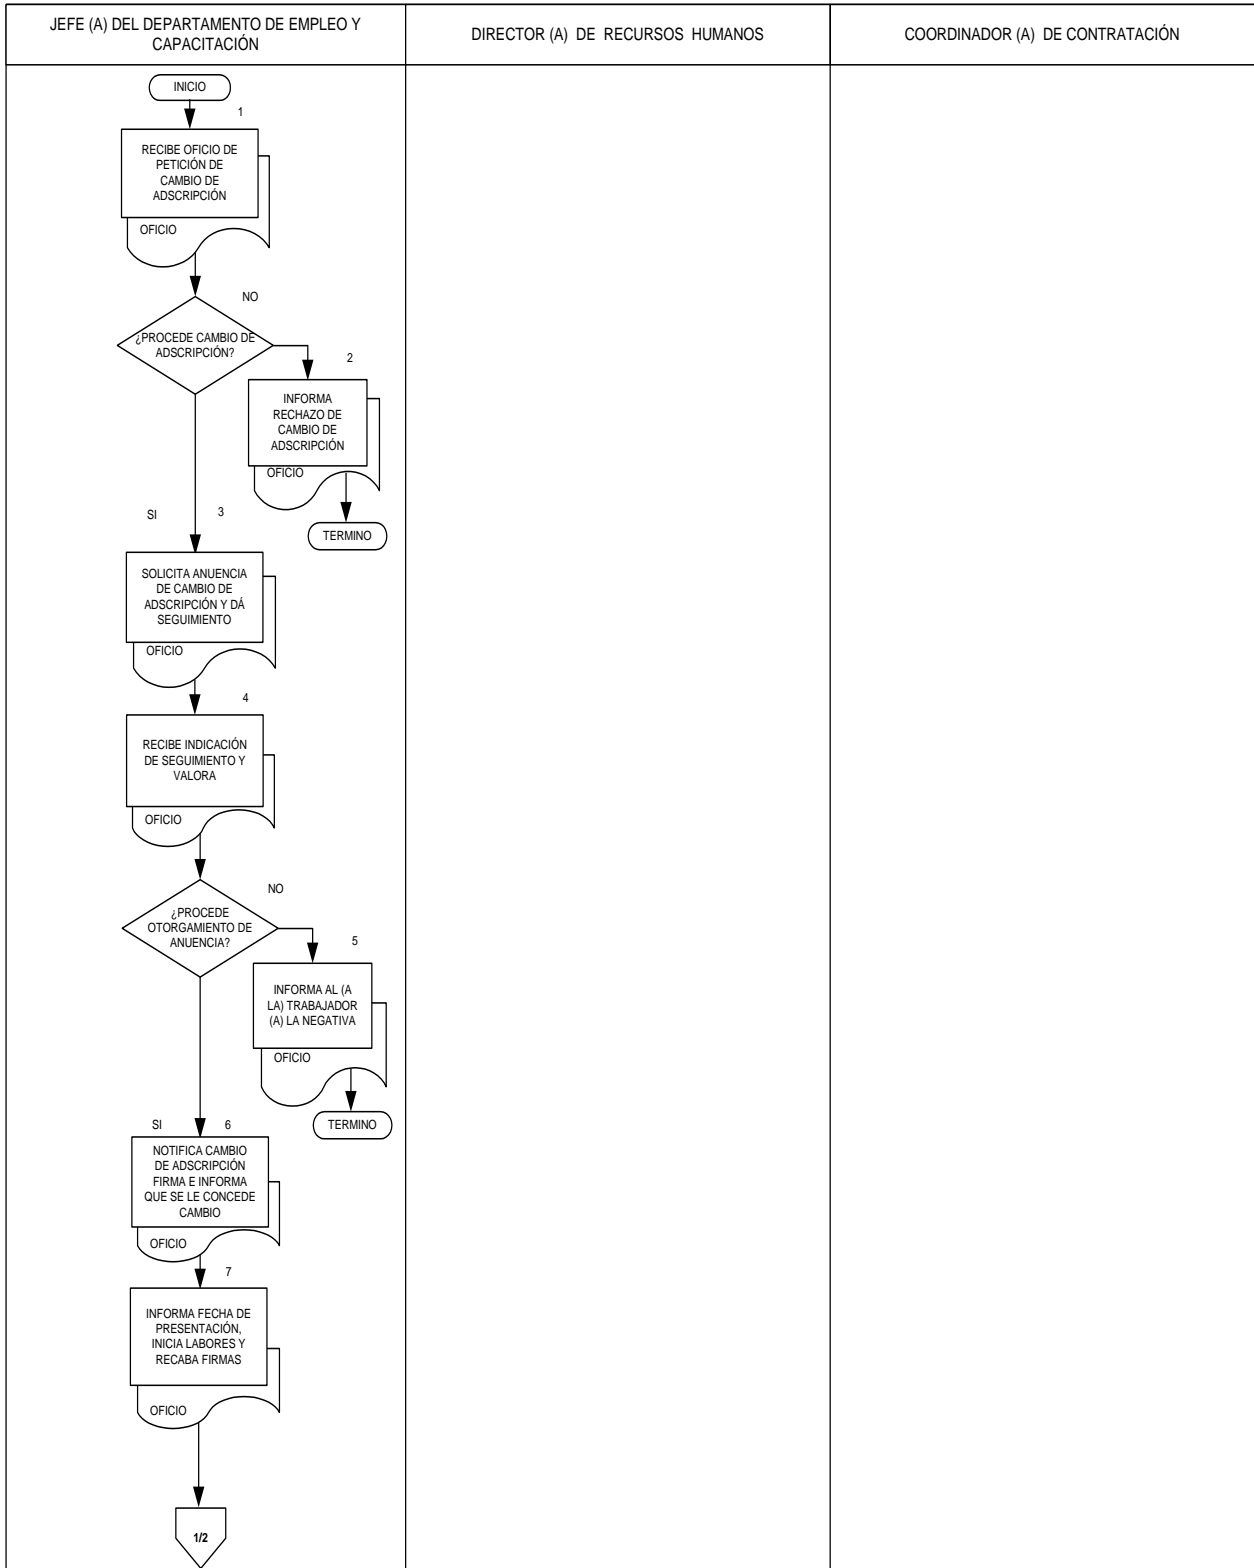 JEFE (A) DEL DEPARTAMENTO DE EMPLEO Y
CAPACITACIÓN
DIRECTOR (A) DE RECURSOS HUMANOS
COORDINADOR (A) DE CONTRATACIÓN
INICIO
1
RECIBE OFICIO DE
PETICIÓN DE
CAMBIO DE
ADSCRIPCIÓN
OFICIO
NO
¿PROCEDE CAMBIO DE
ADSCRIPCIÓN?
2
INFORMA
RECHAZO DE
CAMBIO DE
ADSCRIPCIÓN
OFICIO
TERMINO
SI
3
SOLICITA ANUENCIA
DE CAMBIO DE
ADSCRIPCIÓN Y DÁ
SEGUIMIENTO
OFICIO
4
RECIBE INDICACIÓN
DE SEGUIMIENTO Y
VALORA
OFICIO
NO
¿PROCEDE
OTORGAMIENTO DE
ANUENCIA?
5
INFORMA AL (A
LA) TRABAJADOR
(A) LA NEGATIVA
OFICIO
TERMINO
SI
6
NOTIFICA CAMBIO
DE ADSCRIPCIÓN
FIRMA E INFORMA
QUE SE LE CONCEDE
CAMBIO
OFICIO
7
INFORMA FECHA DE
PRESENTACIÓN,
INICIA LABORES Y
RECABA FIRMAS
OFICIO
1/2